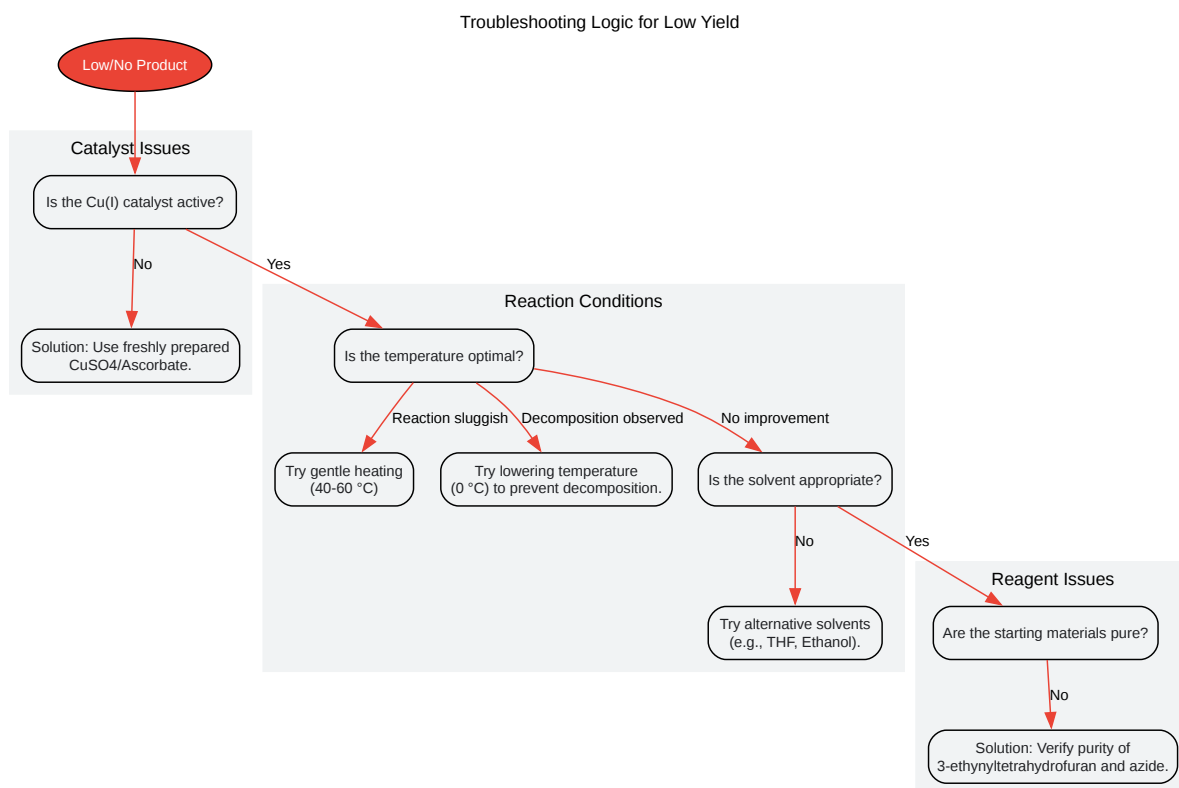 Troubleshooting Logic for Low Yield
Low/No Product
Catalyst Issues
Is the Cu(I) catalyst active?
No
Yes
Solution: Use freshly prepared
CuSO4/Ascorbate.
Reaction Conditions
Is the temperature optimal?
Reaction sluggish
Decomposition observed
No improvement
Try gentle heating
(40-60 °C)
Try lowering temperature
(0 °C) to prevent decomposition.
Is the solvent appropriate?
No
Yes
Try alternative solvents
(e.g., THF, Ethanol).
Reagent Issues
Are the starting materials pure?
No
Solution: Verify purity of
3-ethynyltetrahydrofuran and azide.